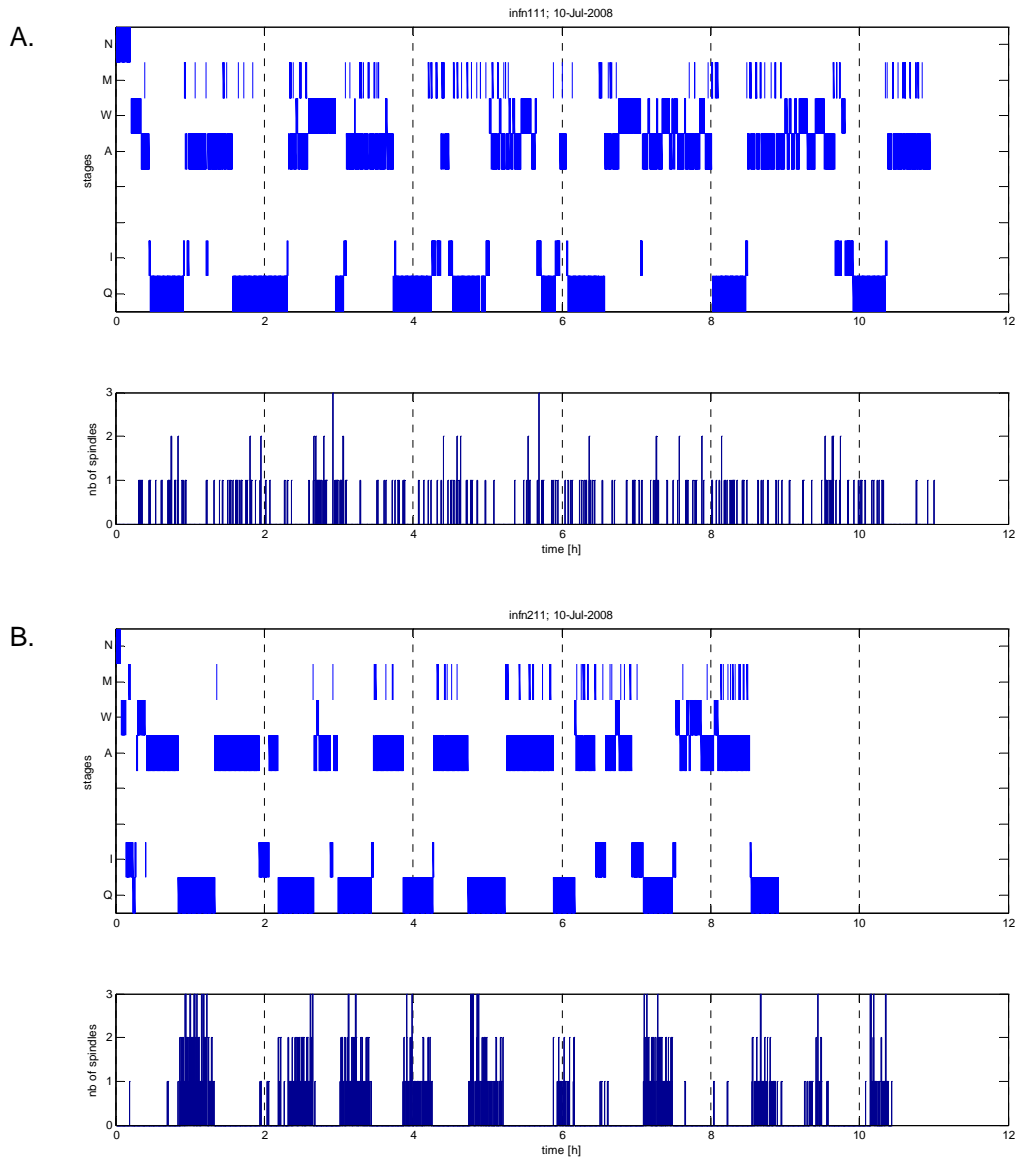 A.
infn111; 10-Jul-2008
stages
N
M
W
A
I
Q
0 2 4 6 8 10 12
nb of spindles
3
2
1
0
0 2 4 6 8 10 12
time [h]
B.
infn211; 10-Jul-2008
stages
N
M
W
A
I
Q
0 2 4 6 8 10 12
nb of spindles
3
2
1
0
0 2 4 6 8 10 12
time [h]